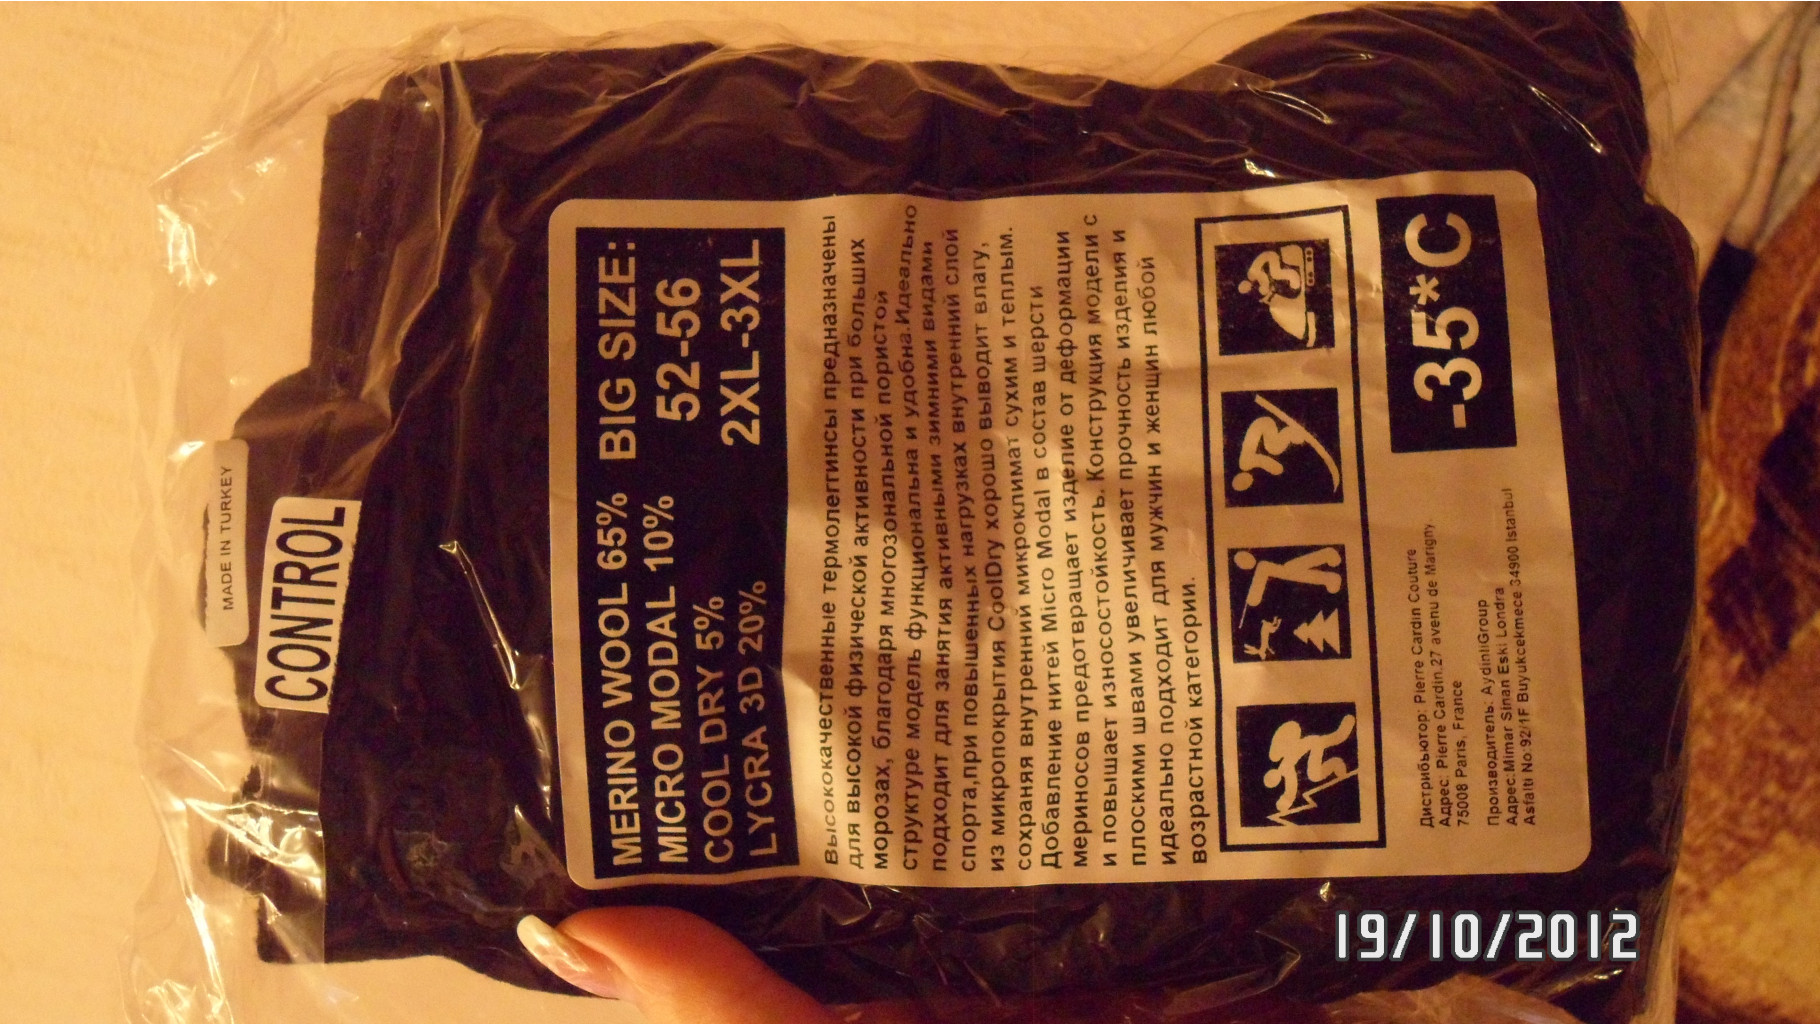 MADE IN TURKEY
CONTROL
MERINO WOOL 65% BIG SIZE:
MICRO MODAL 10% 52-56
COOL DRY 5% 2XL-3XL
LYCRA 3D 20%
Высококачественные термолеггинсы предназначены
для высокой физической активности при больших
морозах, благодаря многозональной пористой
структуре модель функциональна и удобна.Идеально
подходит для занятия активными зимними видами
спорта,при повышенных нагрузках внутренний слой
из микропокрытия CoolDry хорошо выводит влагу,
сохраняя внутренний микроклимат сухим и теплым.
Добавление нитей Micro Modal в состав шерсти
мериносов предотвращает изделие от деформации
и повышает износостойкость. Конструкция модели с
плоскими швами увеличивает прочность изделия и
идеально подходит для мужчин и женщин любой
возрастной категории.
-35*C
Дистрибьютор: Pierre Cardin Couture
Адрес: Pierre Cardin.27 avenu de Marigny.
75008 Paris, France
Производитель: AydinliGroup
Адрес:Mimar Sinan Eski Londra
Asfalti No:92/1F Buyukcekmece 34900 Istanbul
19/10/2012